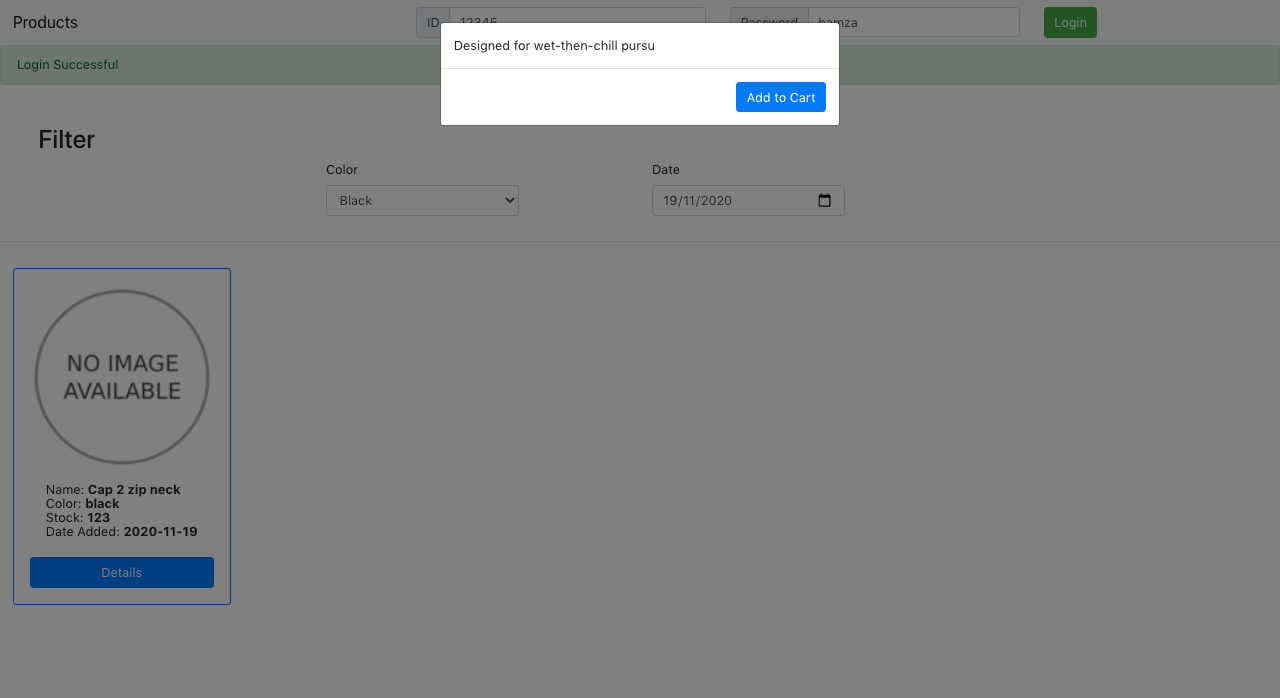 Products
ID
12345
Password
hamza
Login
Designed for wet-then-chill pursu
Login Successful
Add to Cart
Filter
Color
Date
Black
19/11/2020
NO IMAGE
AVAILABLE
Name: Cap 2 zip neck
Color: black
Stock: 123
Date Added: 2020-11-19
Details